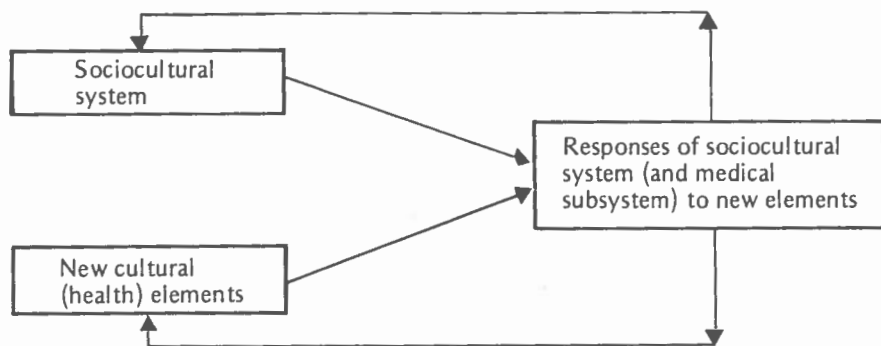 Sociocultural
system
Responses of sociocultural
system (and medical
subsystem) to new elements
New cultural
(health) elements